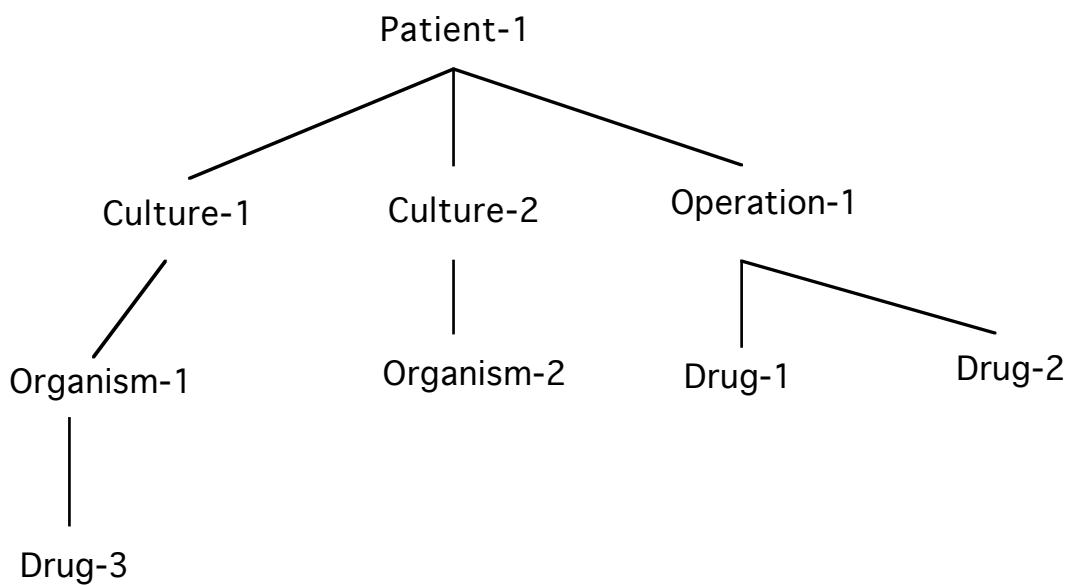 Patient-1
Culture-1
Culture-2
Operation-1
Organism-1
Organism-2
Drug-1
Drug-2
Drug-3